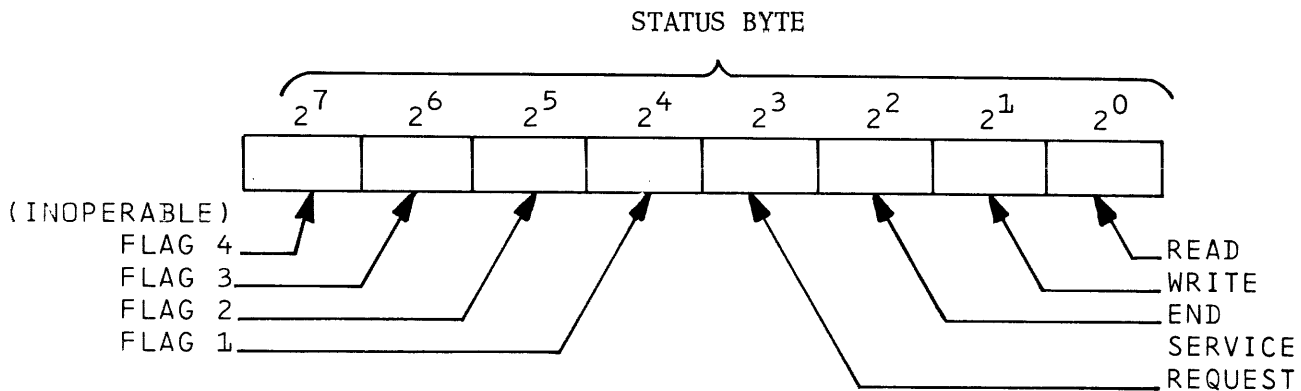 STATUS BYTE
2^7 2^6 2^5 2^4 2^3 2^2 2^1 2^0
(INOPERABLE)
FLAG 4
FLAG 3
FLAG 2
FLAG 1
READ
WRITE
END
SERVICE
REQUEST